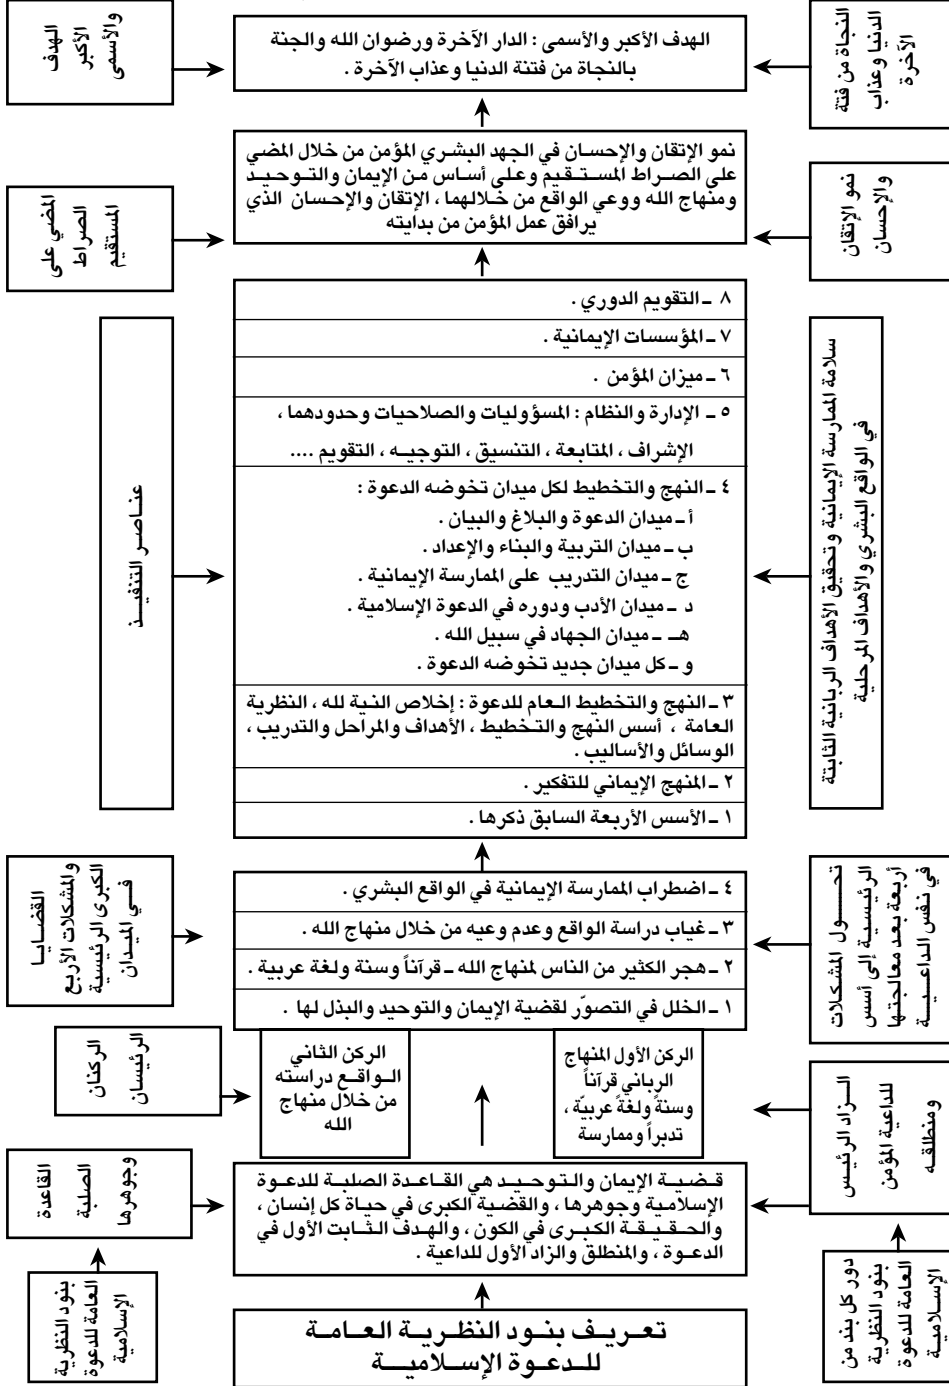 الهدف
الأكبر
والأسمى
الهدف الأكبر والأسمى : الدار الآخرة ورضوان الله والجنة
بالنجاة من فتنة الدنيا وعذاب الآخرة .
النجاة من فتة
الدنيا وعذاب
الآخرة
المضي على
الصراط
المستقيم
نمو الإتقان والإحسان في الجهد البشري المؤمن من خلال المضي
على الصراط المستقيم وعلى أساس من الإيمان والتوحيد
ومنهاج الله ووعي الواقع من خلالهما ، الإتقان والإحسان الذي
يرافق عمل المؤمن من بدايته
نمو الإتقان
والإحسان
عناصر التنفيذ
٨ ـ التقويم الدوري .
٧ ـ المؤسسات الإيمانية .
٦ ـ ميزان المؤمن .
٥ ـ الإدارة والنظام : المسؤوليات والصلاحيات وحدودهما ،
الإشراف ، المتابعة ، التنسيق ، التوجيه ، التقويم ....
٤ ـ النهج والتخطيط لكل ميدان تخوضه الدعوة :
أ ـ ميدان الدعوة والبلاغ والبيان .
ب ـ ميدان التربية والبناء والإعداد .
ج ـ ميدان التدريب على الممارسة الإيمانية .
د ـ ميدان الأدب ودوره في الدعوة الإسلامية .
هـ ـ ميدان الجهاد في سبيل الله .
و ـ كل ميدان جديد تخوضه الدعوة .
٣ ـ النهج والتخطيط العام للدعوة : إخلاص النية لله ، النظرية
العامة ، أسس النهج والتخطيط ، الأهداف والمراحل والتدريب ،
الوسائل والأساليب .
٢ ـ المنهج الإيماني للتفكير .
١ ـ الأسس الأربعة السابق ذكرها .
سلامة الممارسة الإيمانية وتحقيق الأهداف الربانية الثابتة
في الواقع البشري والأهداف المرحلية
القضايا
والمشكلات الأربع
الكبرى الرئيسية
في الميدان
٤ ـ اضطراب الممارسة الإيمانية في الواقع البشري .
٣ ـ غياب دراسة الواقع وعدم وعيه من خلال منهاج الله .
٢ ـ هجر الكثير من الناس لمنهاج الله ـ قرآناً وسنة ولغة عربية .
١ ـ الخلل في التصوّر لقضية الإيمان والتوحيد والبذل لها .
تحول المشكلات
الرئيسية إلى أسس
أربعة بعد معالجتها
في نفس الداعية
الركنان
الرئيسان
الركن الأول المنهاج
الرباني قرآناً
وسنةً ولغةً عربيّة ،
تدبراً وممارسة
الركن الثاني
الواقع دراسته
من خلال منهاج
الله
الزاد الرئيس
للداعية المؤمن
ومنطلقه
القاعدة
الصلبة
وجوهرها
قضية الإيمان والتوحيد هي القاعدة الصلبة للدعوة
الإسلامية وجوهرها ، والقضية الكبرى في حياة كل إنسان ،
والحقيقة الكبرى في الكون ، والهدف الثابت الأول في
الدعوة ، والمنطلق والزاد الأول للداعية .
بنود النظرية
العامة للدعوة
الإسلامية
تعريف بنود النظرية العامة
للدعوة الإسلامية
دور كل بند من
بنود النظرية
العامة للدعوة
الإسلامية